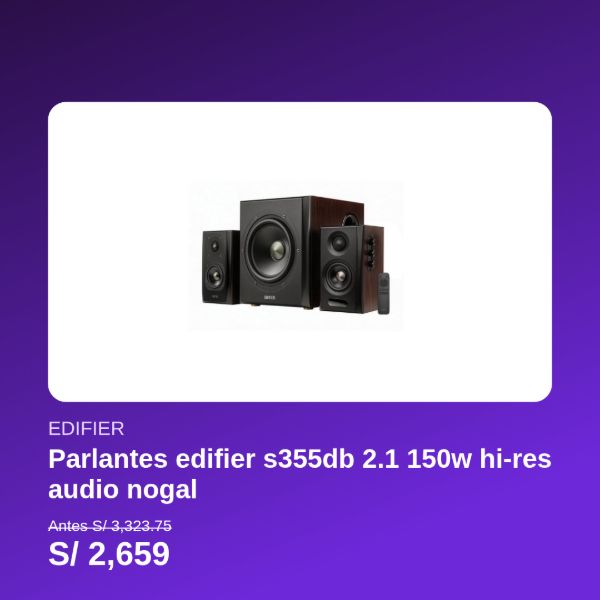 EDIFIER
Parlantes edifier s355db 2.1 150w hi-res
audio nogal
Antes S/ 3,323.75
S/ 2,659